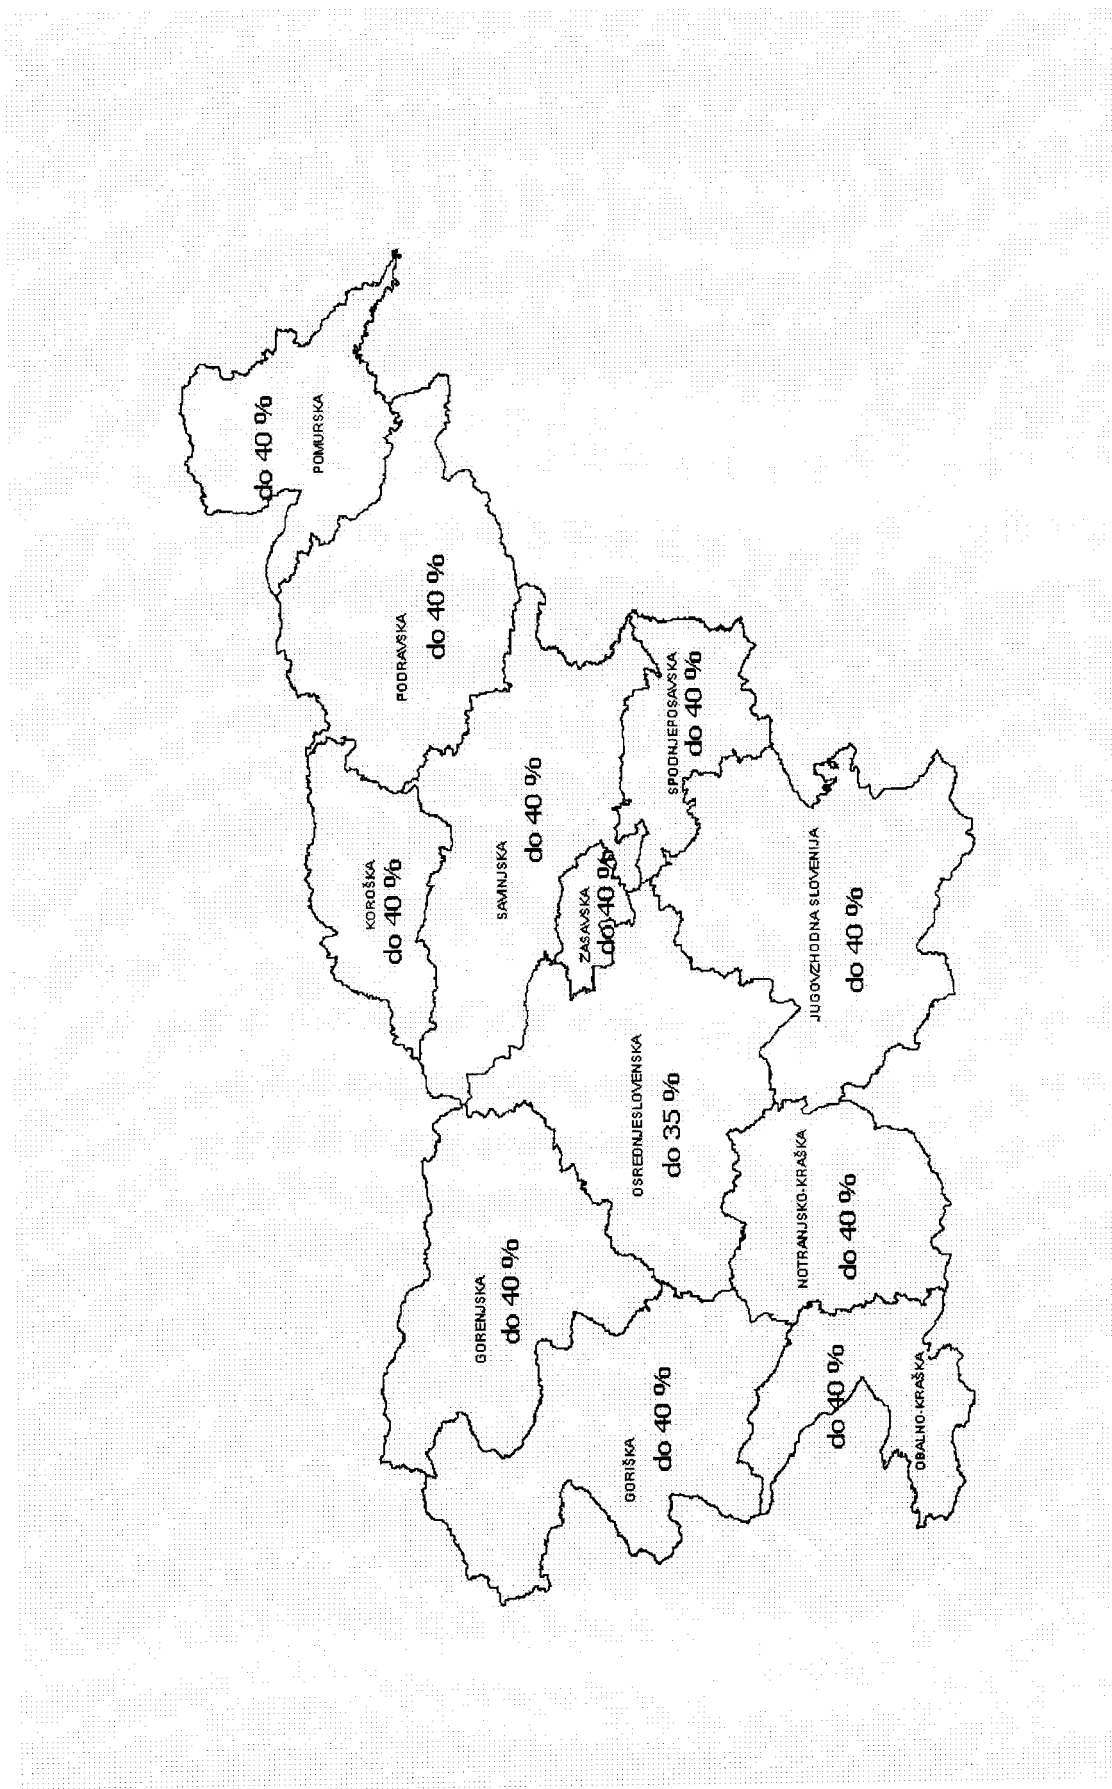 POMURSKA
do 40 %
PODRAVSKA
do 40 %
KOROŠKA
do 40 %
SAVINJSKA
do 40 %
ZASAVSKA
do 40 %
SPODNJEPOSAVSKA
do 40 %
JUGOVZHODNA SLOVENIJA
do 40 %
OSREDNJESLOVENSKA
do 35 %
GORENJSKA
do 40 %
NOTRANJSKO-KRAŠKA
do 40 %
GORIŠKA
do 40 %
do 40 %
OBALNO-KRAŠKA